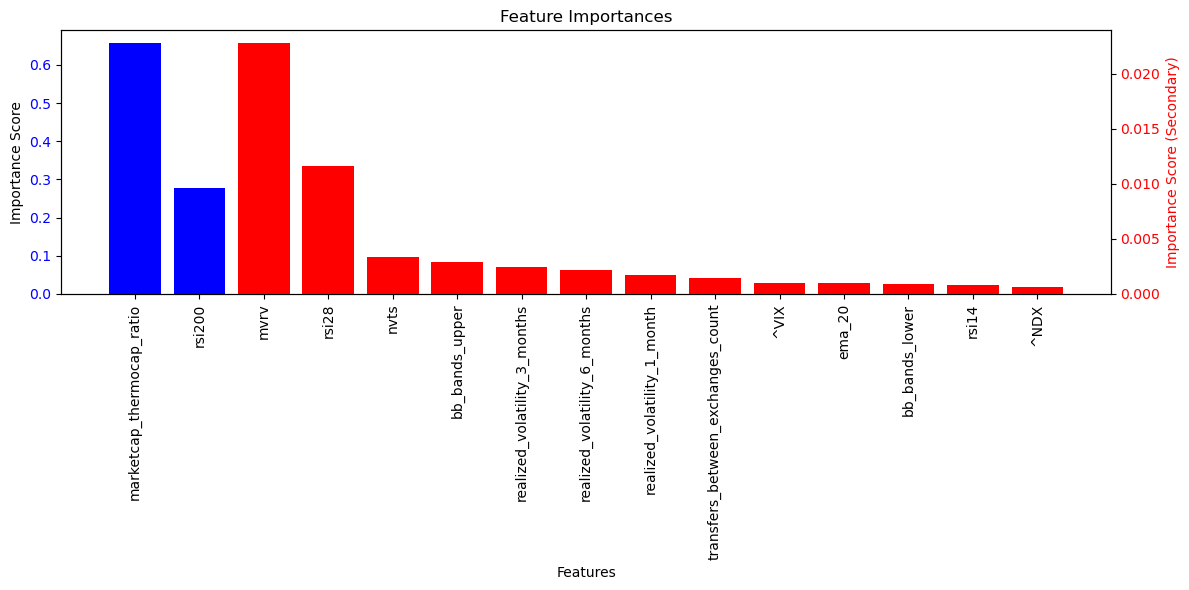 Feature Importances
Importance Score
0.6
0.5
0.4
0.3
0.2
0.1
0.0
0.020
0.015
0.010
0.005
0.000
Importance Score (Secondary)
marketcap_thermocap_ratio
rsi200
mvrv
rsi28
nvts
bb_bands_upper
realized_volatility_3_months
realized_volatility_6_months
realized_volatility_1_month
transfers_between_exchanges_count
^VIX
ema_20
bb_bands_lower
rsi14
^NDX
Features